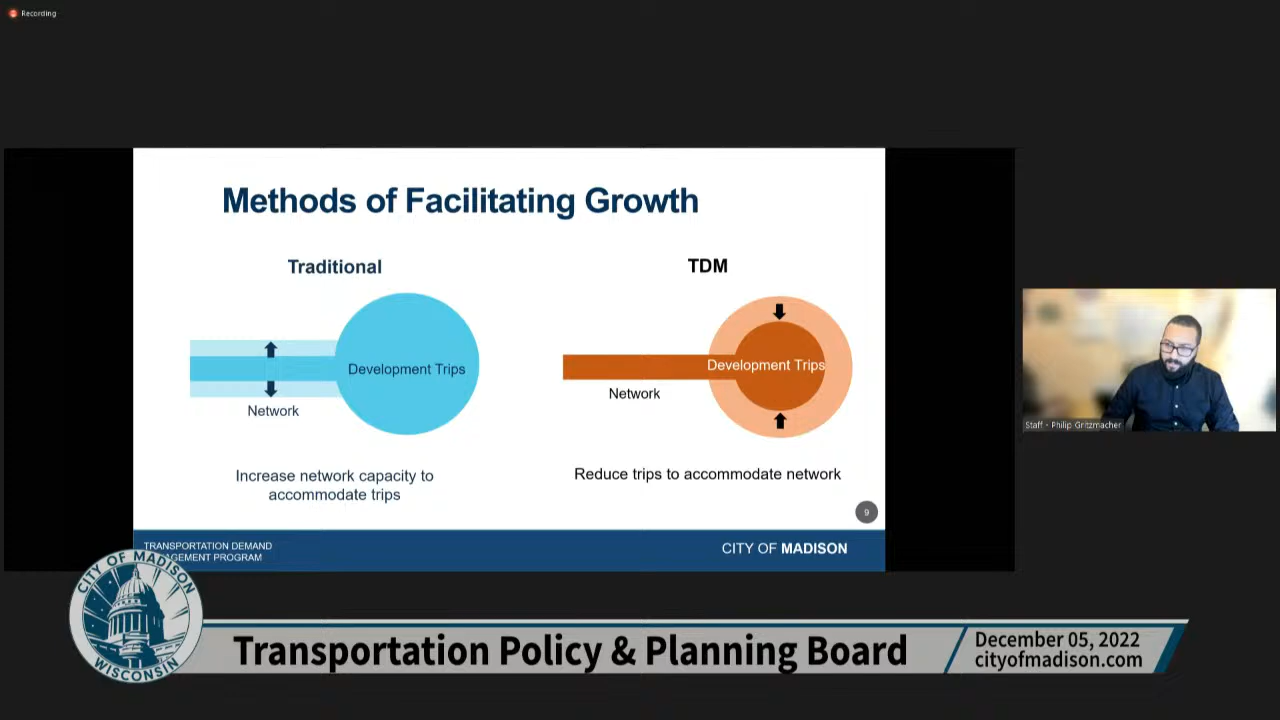 Recording
Methods of Facilitating Growth
Traditional
TDM
Development Trips
Development Trips
Network
Network
Increase network capacity to
accommodate trips
Reduce trips to accommodate network
9
TRANSPORTATION DEMAND
AGEMENT PROGRAM
CITY OF MADISON
Staff - Philip Gritzmacher
CITY OF MADISON
WISCONSIN
Transportation Policy & Planning Board
December 05, 2022
cityofmadison.com